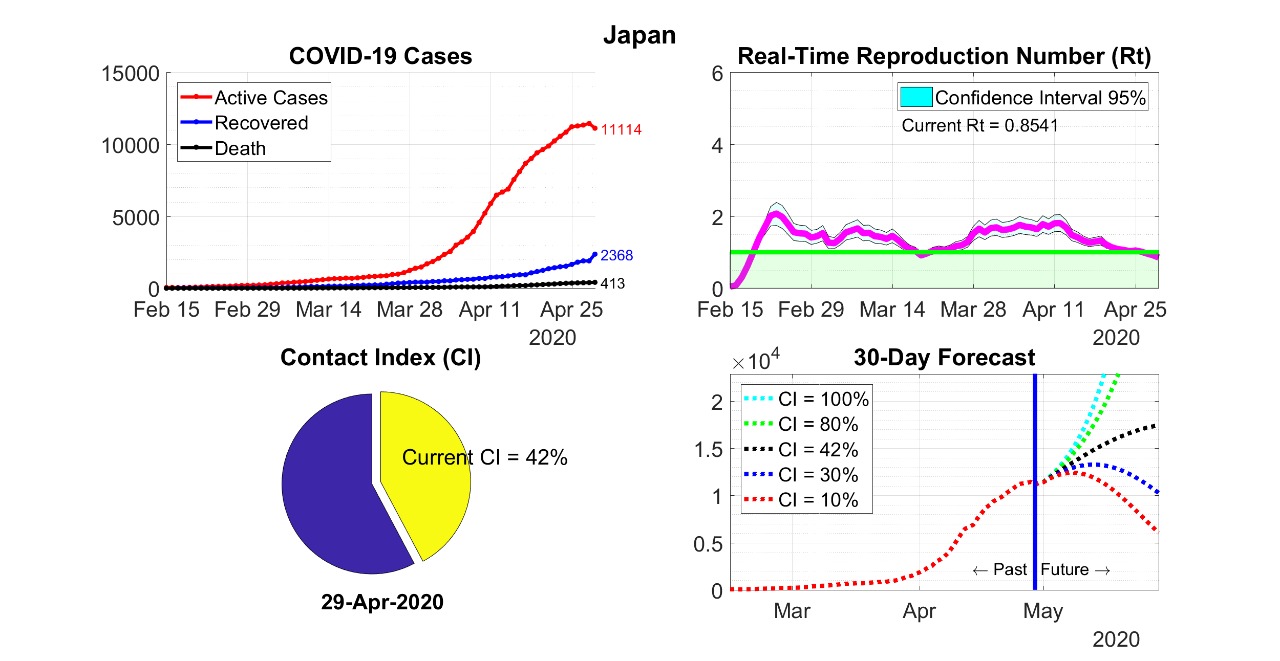 Japan
COVID-19 Cases
15000
10000
5000
0
Active Cases
Recovered
Death
11114
2368
413
Feb 15 Feb 29 Mar 14 Mar 28 Apr 11 Apr 25
2020
Real-Time Reproduction Number (Rt)
6
4
2
0
Confidence Interval 95%
Current Rt = 0.8541
Feb 15 Feb 29 Mar 14 Mar 28 Apr 11 Apr 25
2020
Contact Index (CI)
Current CI = 42%
29-Apr-2020
30-Day Forecast
×10⁴
2
1.5
1
0.5
0
CI = 100%
CI = 80%
CI = 42%
CI = 30%
CI = 10%
← Past Future →
Mar Apr May
2020